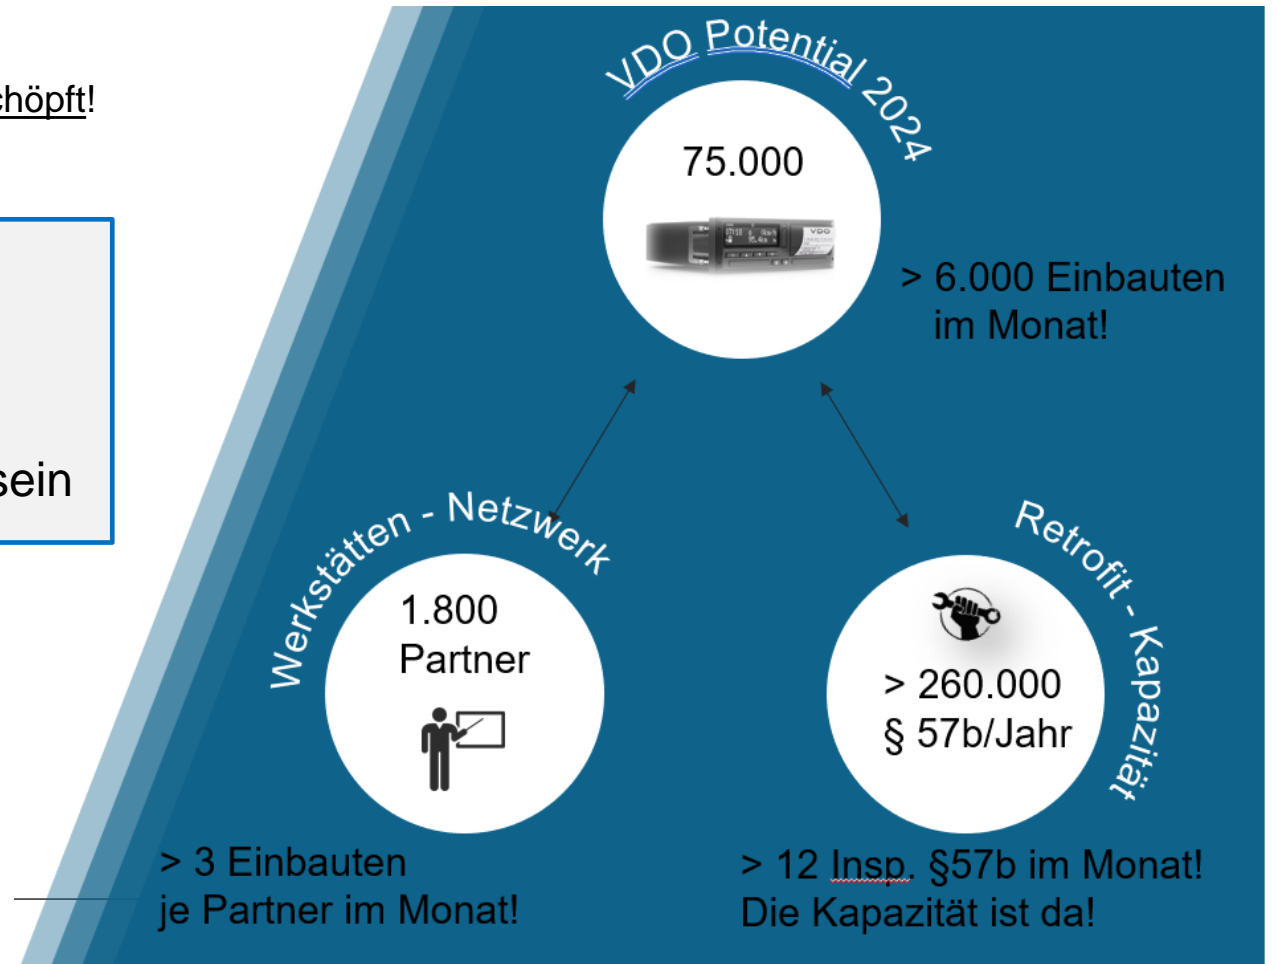 chöpft!
sein
VDO Potential 2024
75.000
VDO
> 6.000 Einbauten
im Monat!
Werkstätten - Netzwerk
1.800
Partner
> 3 Einbauten
je Partner im Monat!
Retrofit - Kapazität
> 260.000
§ 57b/Jahr
> 12 Insp. §57b im Monat!
Die Kapazität ist da!